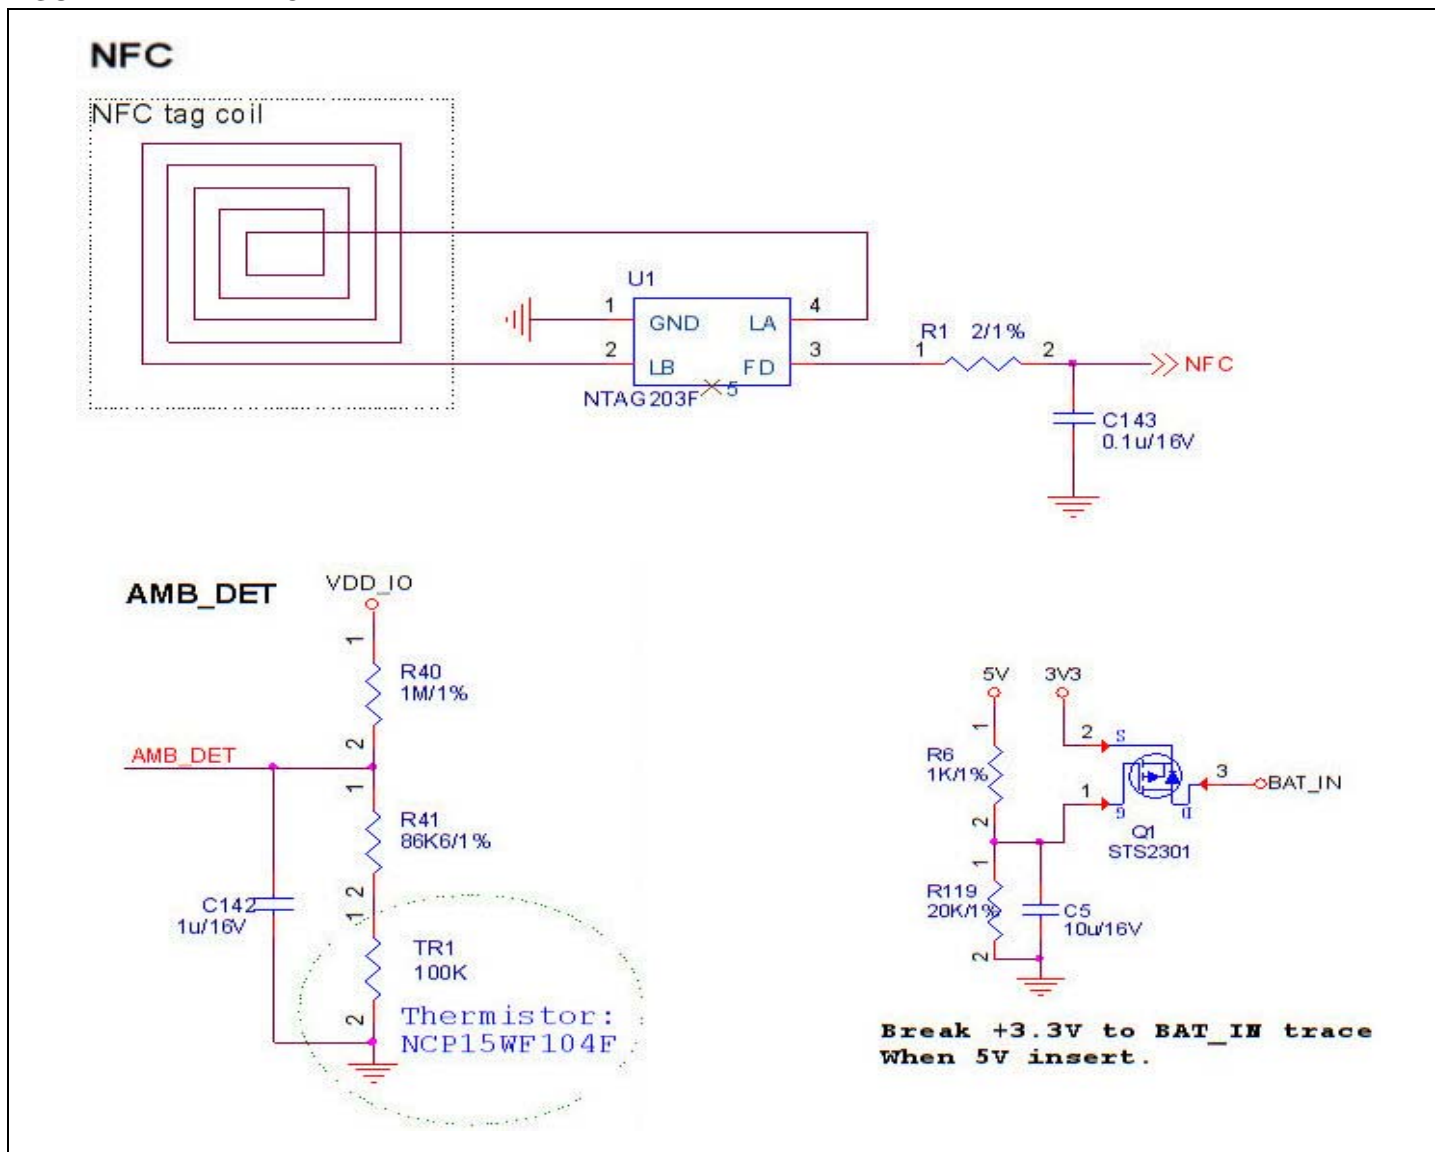 NFC
NFC tag coil
U1
1
GND
LA
4
2
LB
FD
3
NTAG203F
5
R1 2/1%
1
2
NFC
C143
0.1u/16V
AMB_DET
VDD_IO
1
R40
1M/1%
2
AMB_DET
1
R41
86K6/1%
2
C142
1u/16V
1
TR1
100K
2
Thermistor:
NCP15WF104F
5V
3V3
1
2
S
R6
1K/1%
3
BAT_IN
1
G
D
2
Q1
STS2301
1
R119
20K/1%
C5
10u/16V
2
Break +3.3V to BAT_IN trace
When 5V insert.